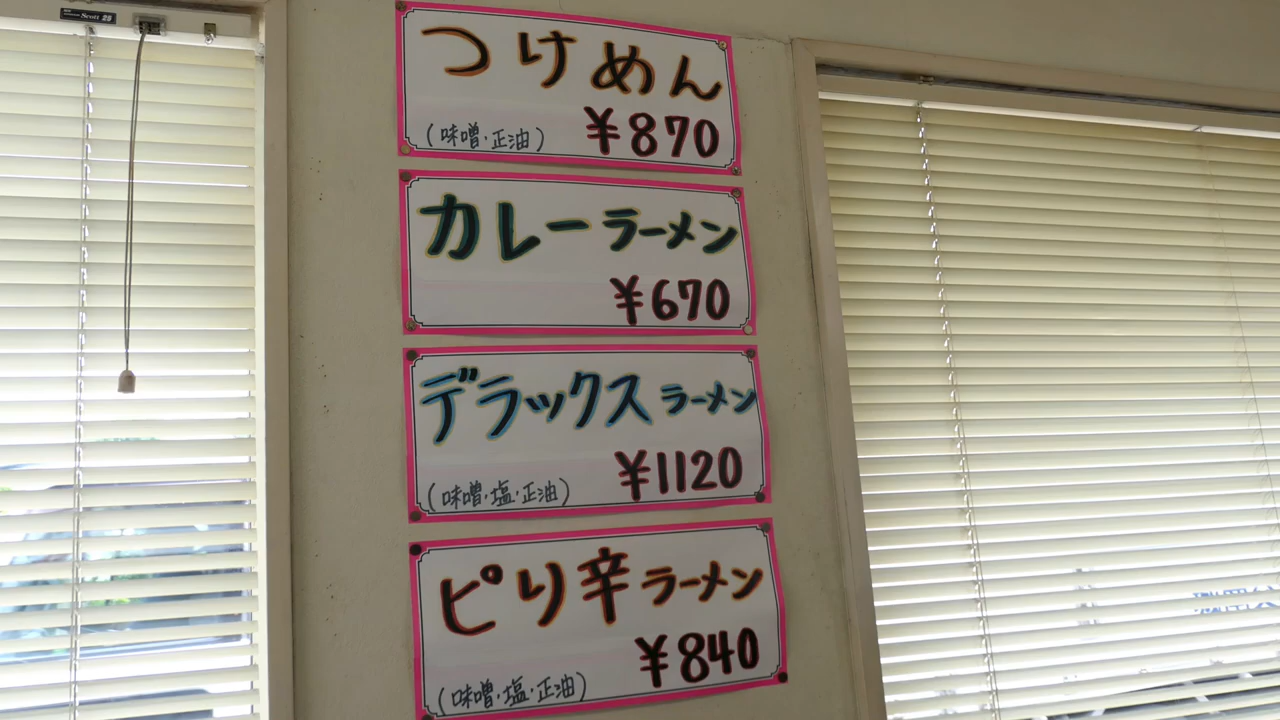 Scott 25
つけめん
(味噌・正油)
¥870
カレーラーメン
¥670
デラックスラーメン
¥1120
(味噌・塩・正油)
ピリ辛ラーメン
¥840
(味噌・塩・正油)